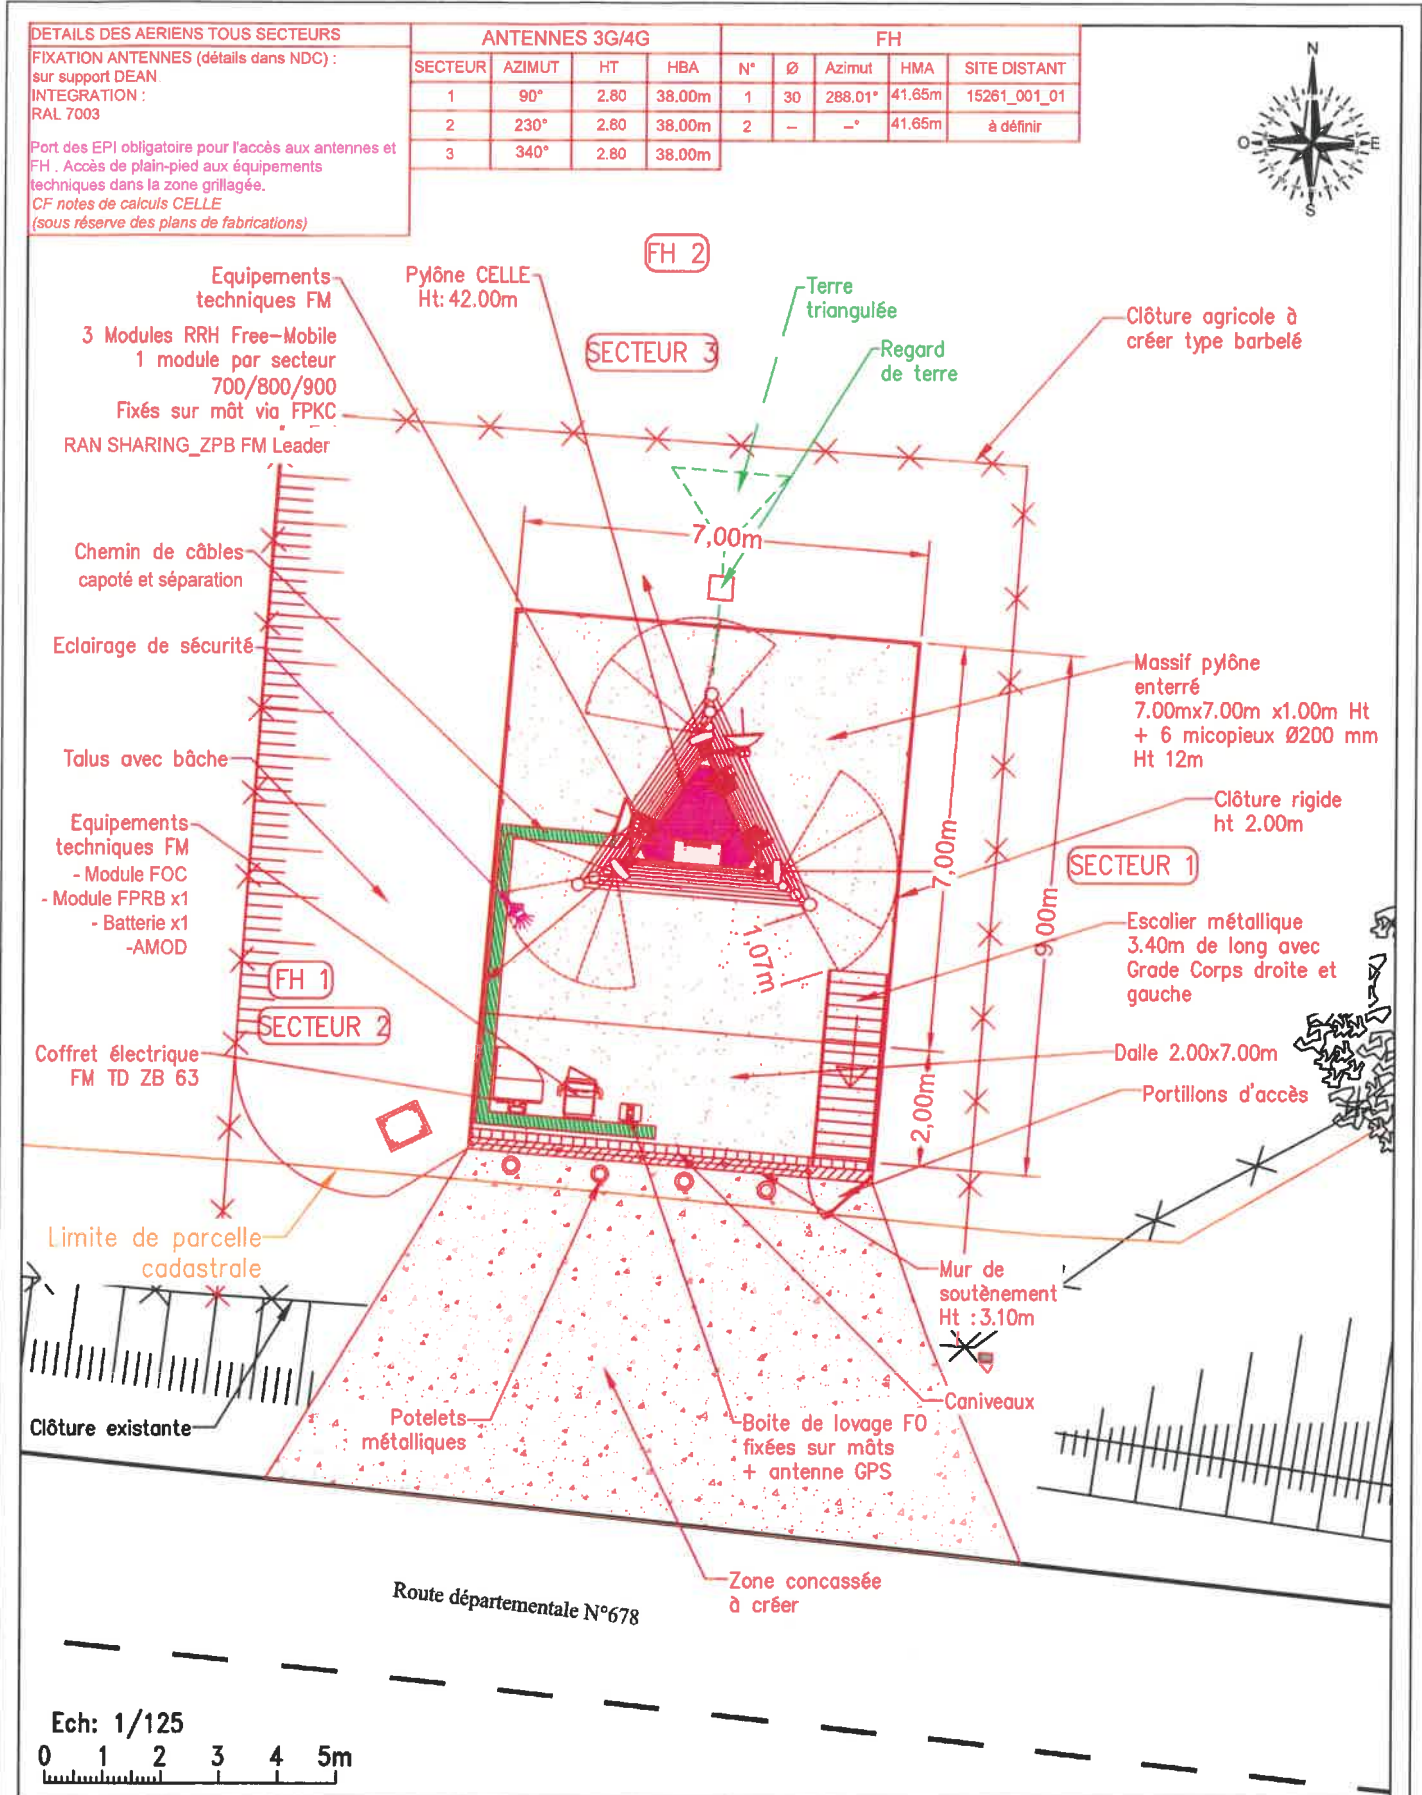 DETAILS DES AERIENS TOUS SECTEURS
FIXATION ANTENNES (détails dans NDC) :
sur support DEAN
INTEGRATION :
RAL 7003
Port des EPI obligatoire pour l'accès aux antennes et
FH . Accès de plain-pied aux équipements
techniques dans la zone grillagée.
CF notes de calculs CELLE
(sous réserve des plans de fabrications)
ANTENNES 3G/4G
SECTEUR AZIMUT HT HBA
1 90° 2.80 38.00m
2 230° 2.80 38.00m
3 340° 2.80 38.00m
FH
N° Ø Azimut HMA SITE DISTANT
1 30 288.01° 41.65m 15261_001_01
2 – –° 41.65m à définir
N
O
E
S
FH 2
Equipements
techniques FM
Pylône CELLE
Ht: 42.00m
Terre
triangulée
Clôture agricole à
créer type barbelé
3 Modules RRH Free-Mobile
1 module par secteur
700/800/900
Fixés sur mât via FPKC
RAN SHARING_ZPB FM Leader
SECTEUR 3
Regard
de terre
7,00m
Chemin de câbles
capoté et séparation
Eclairage de sécurité
Massif pylône
enterré
7.00mx7.00m x1.00m Ht
+ 6 micopieux Ø200 mm
Ht 12m
Talus avec bâche
Clôture rigide
ht 2.00m
Equipements
techniques FM
- Module FOC
- Module FPRB x1
- Batterie x1
-AMOD
7,00m
SECTEUR 1
9,00m
1,07m
Escalier métallique
3.40m de long avec
Grade Corps droite et
gauche
FH 1
SECTEUR 2
Coffret électrique
FM TD ZB 63
Dalle 2.00x7.00m
2,00m
Portillons d'accès
Limite de parcelle
cadastrale
Mur de
soutènement
Ht :3.10m
Clôture existante
Potelets
métalliques
Boite de lovage FO
fixées sur mâts
+ antenne GPS
Caniveaux
Zone concassée
à créer
Route départementale N°678
Ech: 1/125
0 1 2 3 4 5m